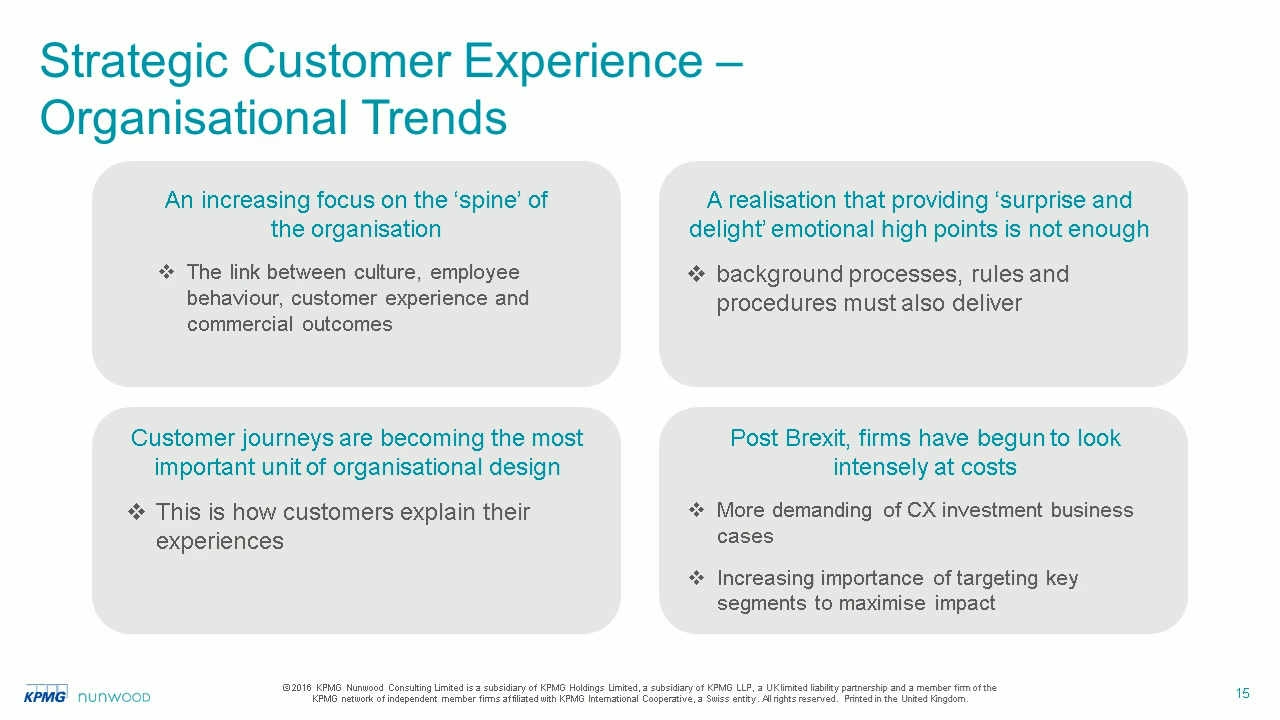 Strategic Customer Experience –
Organisational Trends
An increasing focus on the ‘spine’ of
the organisation
❖ The link between culture, employee
behaviour, customer experience and
commercial outcomes
A realisation that providing ‘surprise and
delight’ emotional high points is not enough
❖ background processes, rules and
procedures must also deliver
Customer journeys are becoming the most
important unit of organisational design
❖ This is how customers explain their
experiences
Post Brexit, firms have begun to look
intensely at costs
❖ More demanding of CX investment business
cases
❖ Increasing importance of targeting key
segments to maximise impact
KPMG nunwood
© 2016 KPMG Nunwood Consulting Limited is a subsidiary of KPMG Holdings Limited, a subsidiary of KPMG LLP, a UK limited liability partnership and a member firm of the
KPMG network of independent member firms affiliated with KPMG International Cooperative, a Swiss entity. All rights reserved. Printed in the United Kingdom.
15